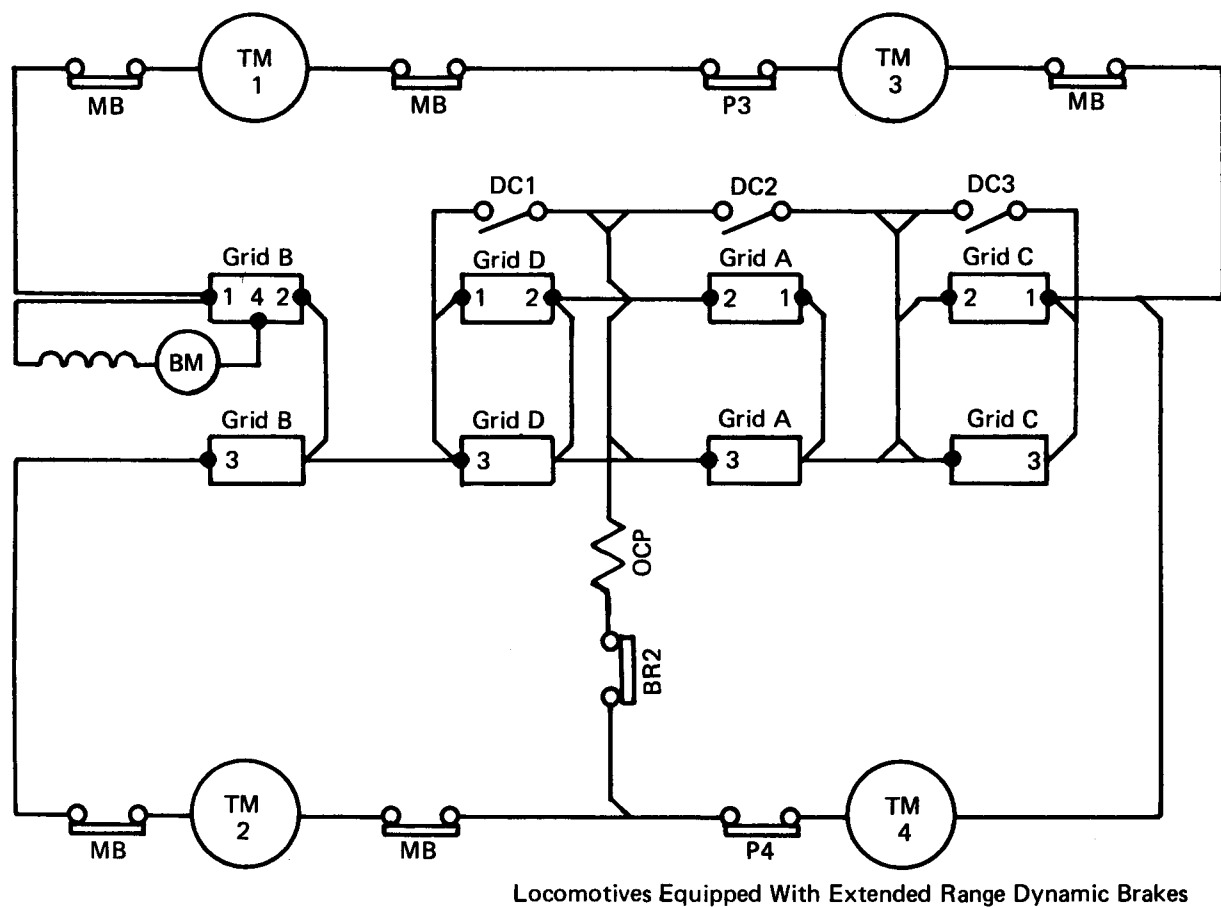 TM
1
TM
3
MB
MB
P3
MB
DC1
DC2
DC3
Grid B
Grid D
Grid A
Grid C
1 4 2
1 2
2 1
2 1
BM
Grid B
Grid D
Grid A
Grid C
3
3
3
3
OCP
BR2
TM
2
TM
4
MB
MB
P4
Locomotives Equipped With Extended Range Dynamic Brakes